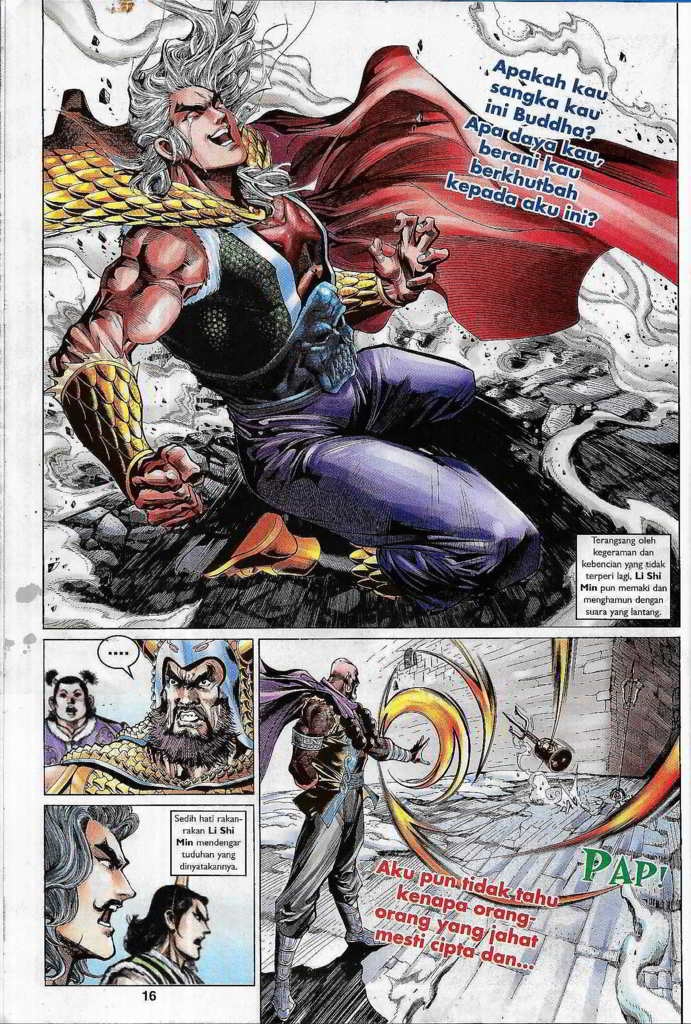 Apakah kau
sangka kau
ini Buddha?
Apa daya kau,
berani kau
berkhutbah
kepada aku ini?
Terangsang oleh
kegeraman dan
kebencian yang tidak
terperi lagi, Li Shi
Min pun memaki dan
menghamun dengan
suara yang lantang.
....
Sedih hati rakan-
rakan Li Shi
Min mendengar
tuduhan yang
dinyatakannya.
PAP!
Aku pun tidak tahu
kenapa orang-
orang yang jahat
mesti cipta dan...
16